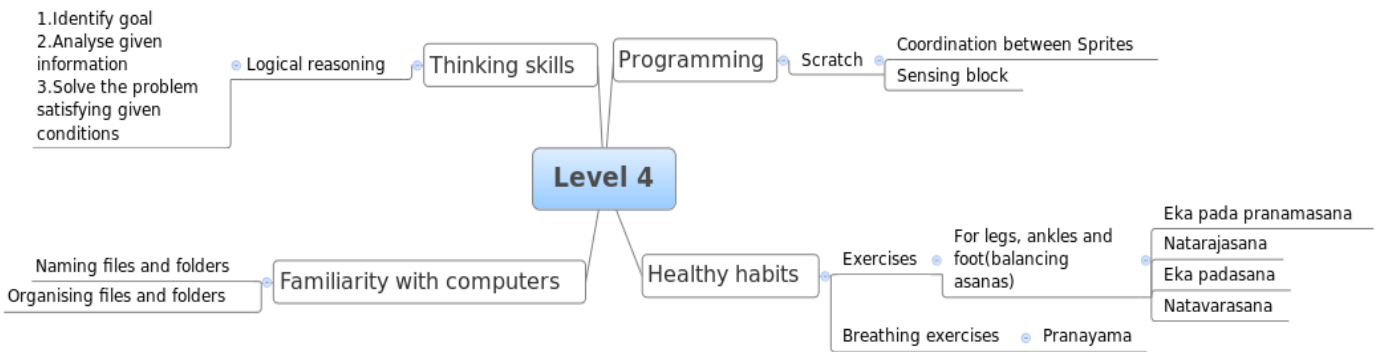 1.Identify goal
2.Analyse given
information
3.Solve the problem
satisfying given
conditions
Logical reasoning
Thinking skills
Programming
Scratch
Coordination between Sprites
Sensing block
Level 4
Naming files and folders
Organising files and folders
Familiarity with computers
Healthy habits
Exercises
For legs, ankles and
foot(balancing
asanas)
Eka pada pranamasana
Natarajasana
Eka padasana
Natavarasana
Breathing exercises
Pranayama